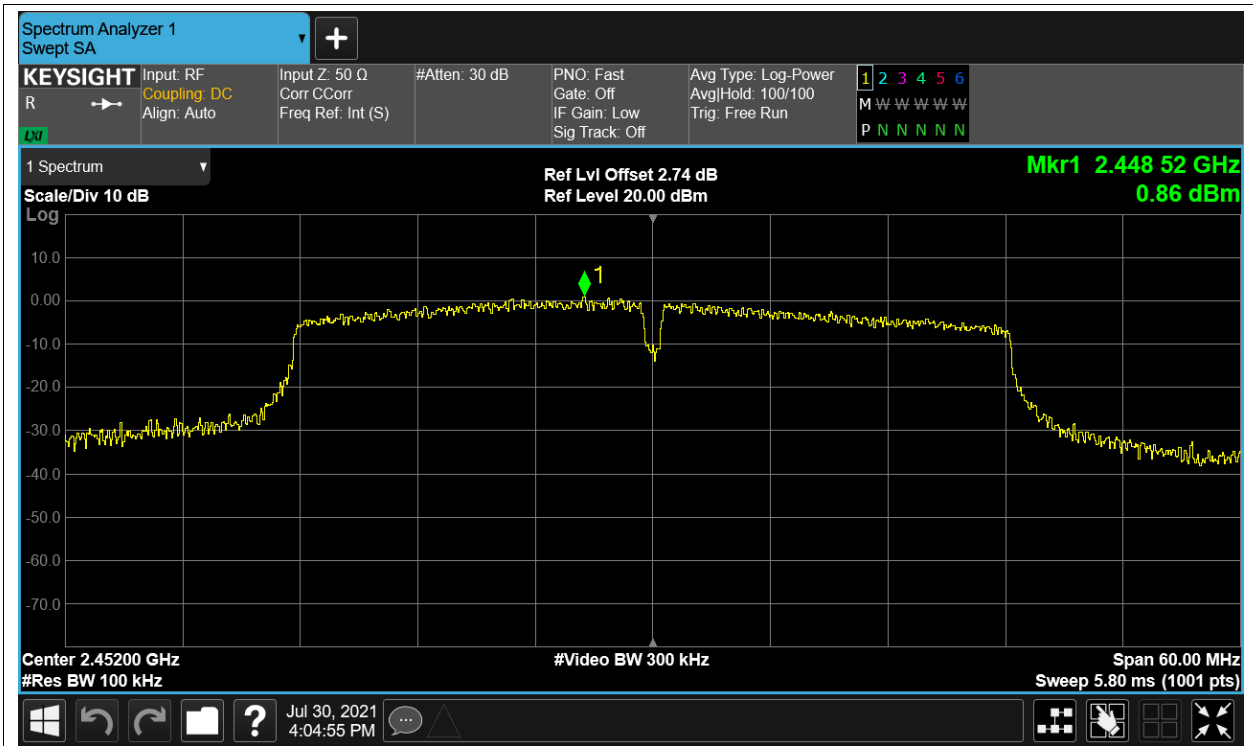 Spectrum Analyzer 1
Swept SA
KEYSIGHT
R
LXI
Input: RF
Coupling: DC
Align: Auto
Input Z: 50 Ω
Corr CCorr
Freq Ref: Int (S)
#Atten: 30 dB
PNO: Fast
Gate: Off
IF Gain: Low
Sig Track: Off
Avg Type: Log-Power
Avg|Hold: 100/100
Trig: Free Run
1 2 3 4 5 6
M W W W W W
P N N N N N
1 Spectrum
Scale/Div 10 dB
Ref Lvl Offset 2.74 dB
Ref Level 20.00 dBm
Mkr1 2.448 52 GHz
0.86 dBm
Log
10.0
1
0.00
-10.0
-20.0
-30.0
-40.0
-50.0
-60.0
-70.0
Center 2.45200 GHz
#Video BW 300 kHz
Span 60.00 MHz
#Res BW 100 kHz
Sweep 5.80 ms (1001 pts)
?
Jul 30, 2021
4:04:55 PM